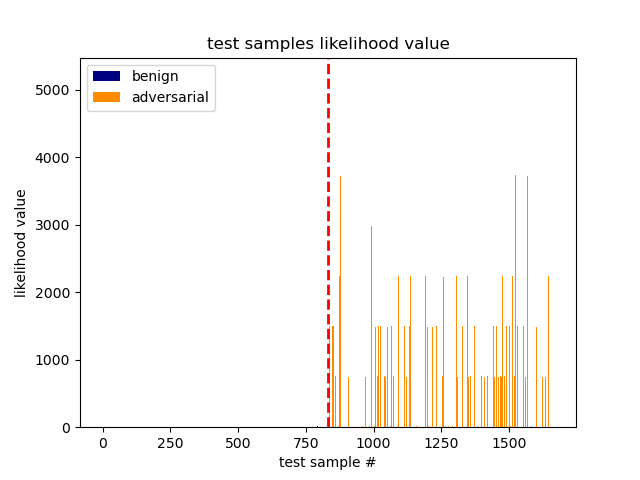 test samples likelihood value
benign
adversarial
5000
4000
3000
2000
1000
0
likelihood value
0 250 500 750 1000 1250 1500
test sample #